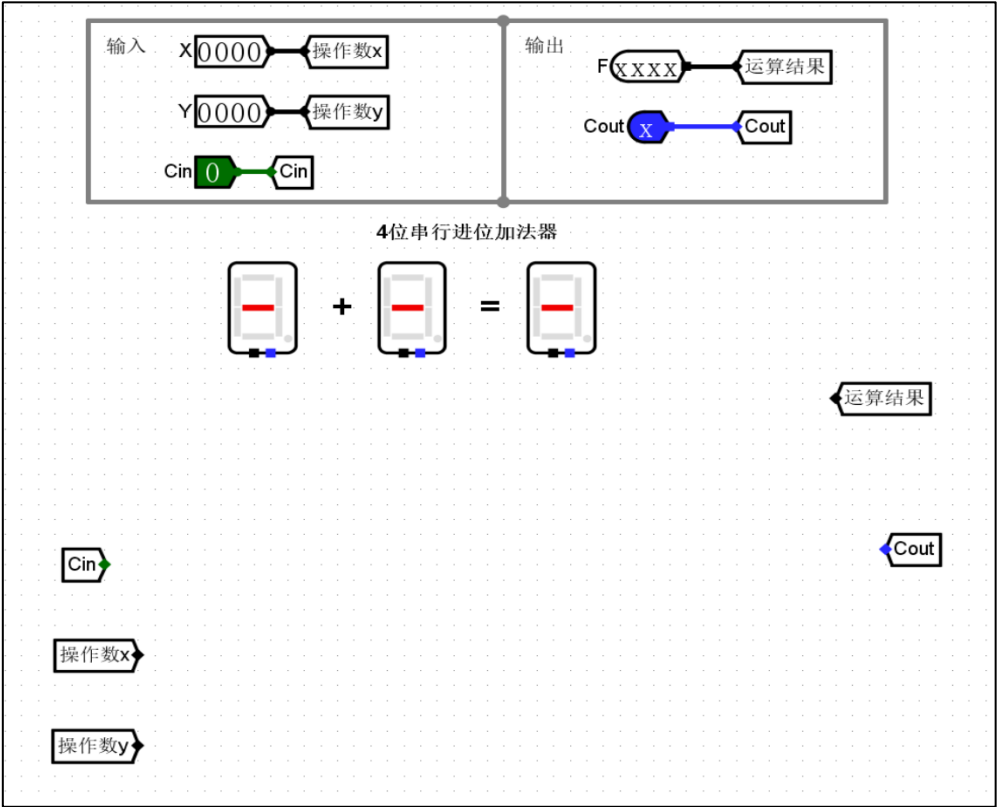 输入
X 0000 操作数x
Y 0000 操作数y
Cin 0 Cin
输出
F xxxx 运算结果
Cout x Cout
4位串行进位加法器
+ =
运算结果
Cout
Cin
操作数x
操作数y